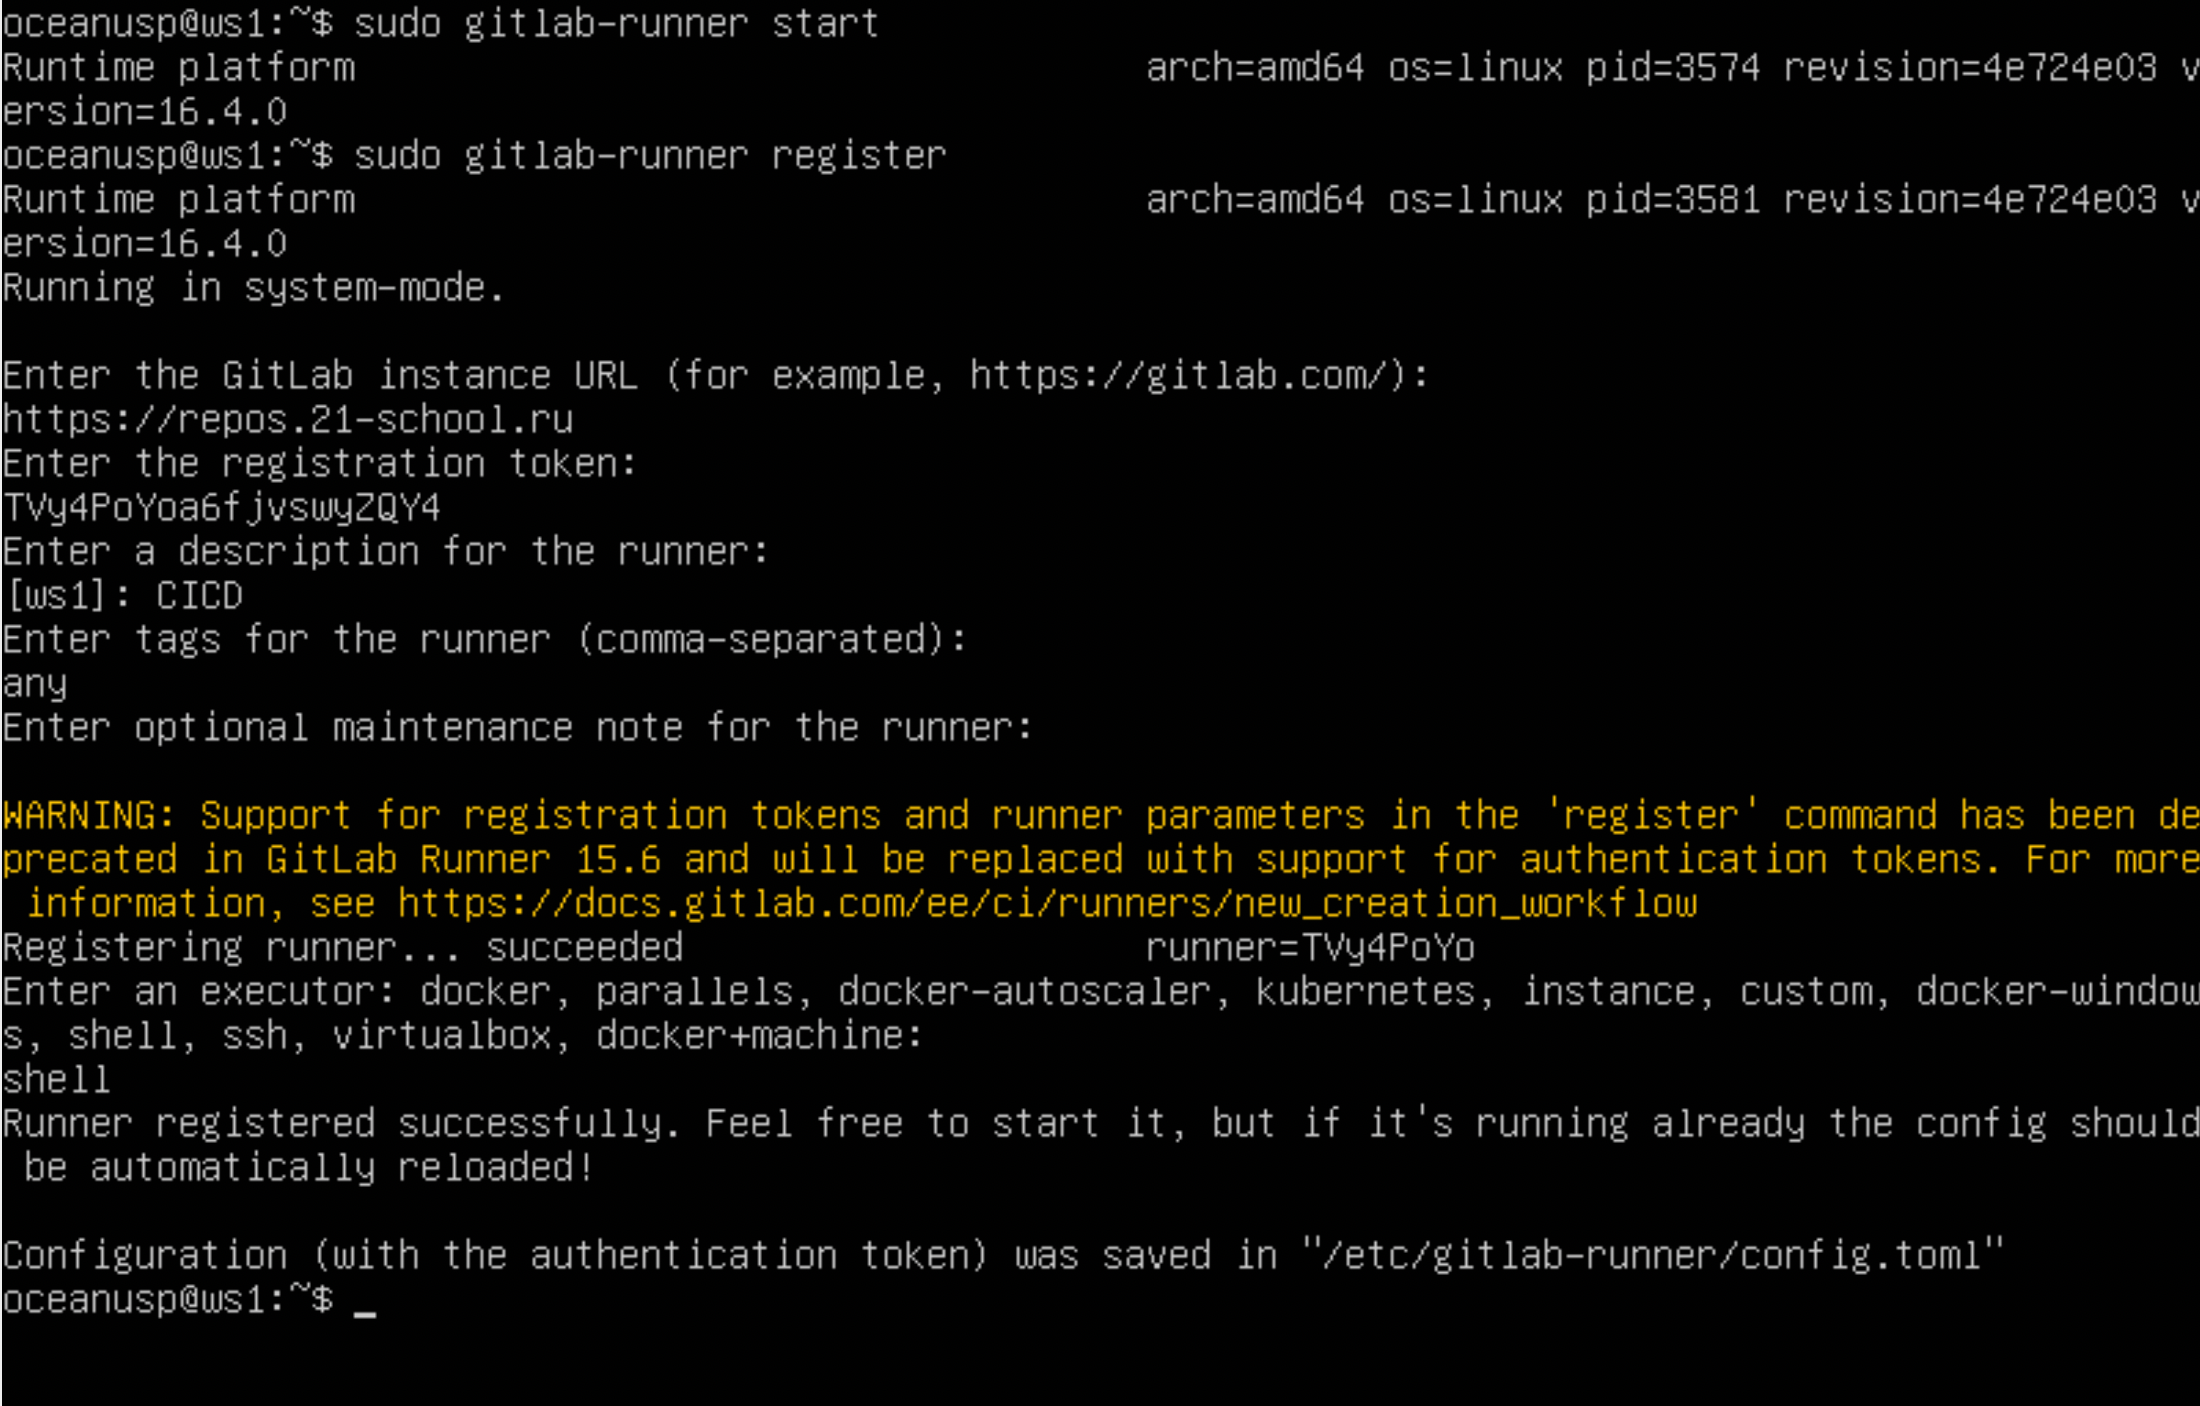 oceanusp@ws1:~$ sudo gitlab-runner start
Runtime platform                                    arch=amd64 os=linux pid=3574 revision=4e724e03 v
ersion=16.4.0
oceanusp@ws1:~$ sudo gitlab-runner register
Runtime platform                                    arch=amd64 os=linux pid=3581 revision=4e724e03 v
ersion=16.4.0
Running in system-mode.
Enter the GitLab instance URL (for example, https://gitlab.com/):
https://repos.21-school.ru
Enter the registration token:
TVy4PoYoa6fjvswyZQY4
Enter a description for the runner:
[ws1]: CICD
Enter tags for the runner (comma-separated):
any
Enter optional maintenance note for the runner:
WARNING: Support for registration tokens and runner parameters in the 'register' command has been de
precated in GitLab Runner 15.6 and will be replaced with support for authentication tokens. For more
 information, see https://docs.gitlab.com/ee/ci/runners/new_creation_workflow
Registering runner... succeeded                     runner=TVy4PoYo
Enter an executor: docker, parallels, docker-autoscaler, kubernetes, instance, custom, docker-window
s, shell, ssh, virtualbox, docker+machine:
shell
Runner registered successfully. Feel free to start it, but if it's running already the config should
 be automatically reloaded!
Configuration (with the authentication token) was saved in "/etc/gitlab-runner/config.toml"
oceanusp@ws1:~$ _